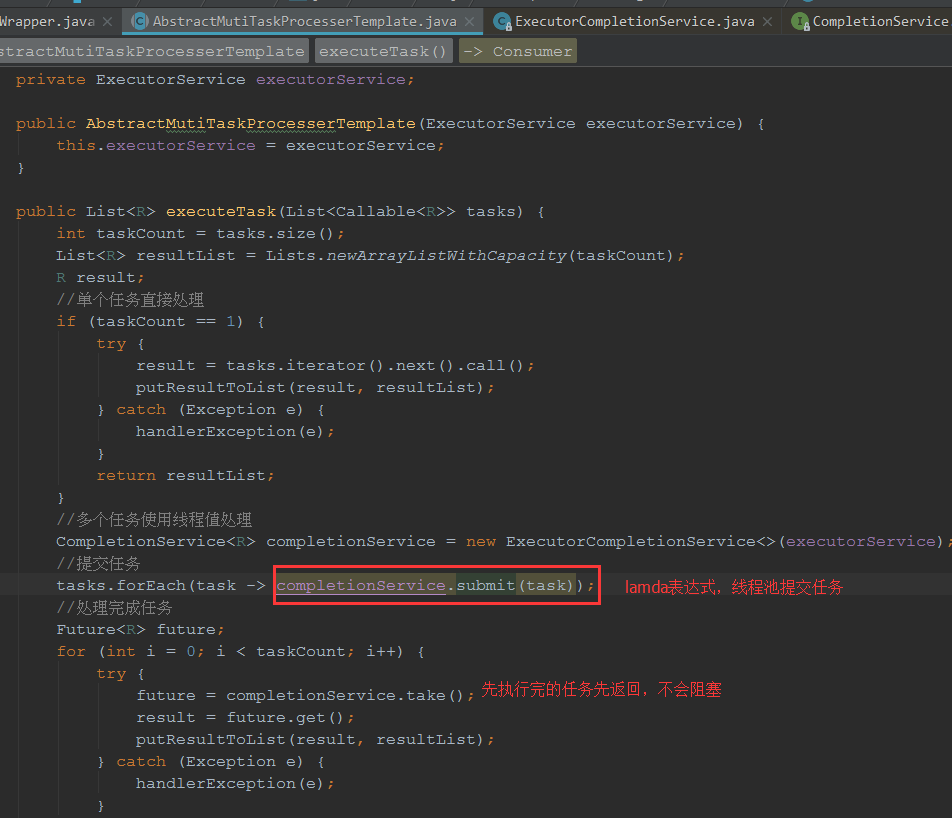 Wrapper.java × AbstractMutiTaskProcesserTemplate.java × ExecutorCompletionService.java × CompletionService
stractMutiTaskProcesserTemplate executeTask() -> Consumer
private ExecutorService executorService;
public AbstractMutiTaskProcesserTemplate(ExecutorService executorService) {
this.executorService = executorService;
}
public List<R> executeTask(List<Callable<R>> tasks) {
int taskCount = tasks.size();
List<R> resultList = Lists.newArrayListWithCapacity(taskCount);
R result;
//单个任务直接处理
if (taskCount == 1) {
try {
result = tasks.iterator().next().call();
putResultToList(result, resultList);
} catch (Exception e) {
handlerException(e);
}
return resultList;
}
//多个任务使用线程值处理
CompletionService<R> completionService = new ExecutorCompletionService<>(executorService);
//提交任务
tasks.forEach(task -> completionService.submit(task)); lamda表达式，线程池提交任务
//处理完成任务
Future<R> future;
for (int i = 0; i < taskCount; i++) {
try {
future = completionService.take(); 先执行完的任务先返回，不会阻塞
result = future.get();
putResultToList(result, resultList);
} catch (Exception e) {
handlerException(e);
}